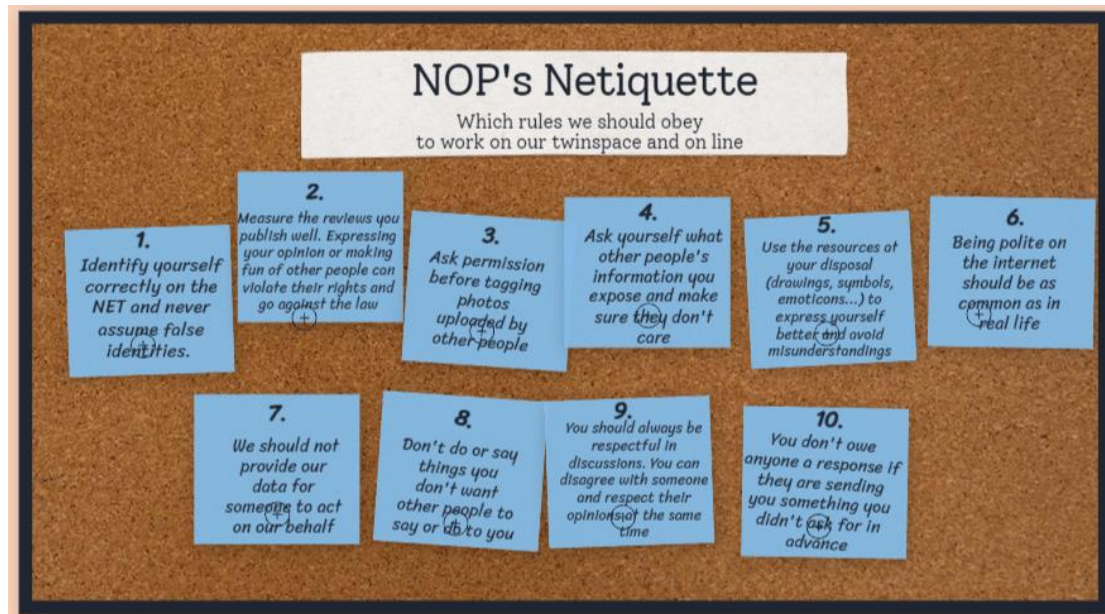 NOP's Netiquette
Which rules we should obey
to work on our twinspace and on line
1.
Identify yourself
correctly on the
NET and never
assume false
identities.
2.
Measure the reviews you
publish well. Expressing
your opinion or making
fun of other people can
violate their rights and
go against the law
3.
Ask permission
before tagging
photos
uploaded by
other people
4.
Ask yourself what
other people's
information you
expose and make
sure they don't
care
5.
Use the resources at
your disposal
(drawings, symbols,
emoticons...) to
express yourself
better and avoid
misunderstandings
6.
Being polite on
the internet
should be as
common as in
real life
7.
We should not
provide our
data for
someone to act
on our behalf
8.
Don't do or say
things you
don't want
other people to
say or do to you
9.
You should always be
respectful in
discussions. You can
disagree with someone
and respect their
opinions at the same
time
10.
You don't owe
anyone a response if
they are sending
you something you
didn't ask for in
advance